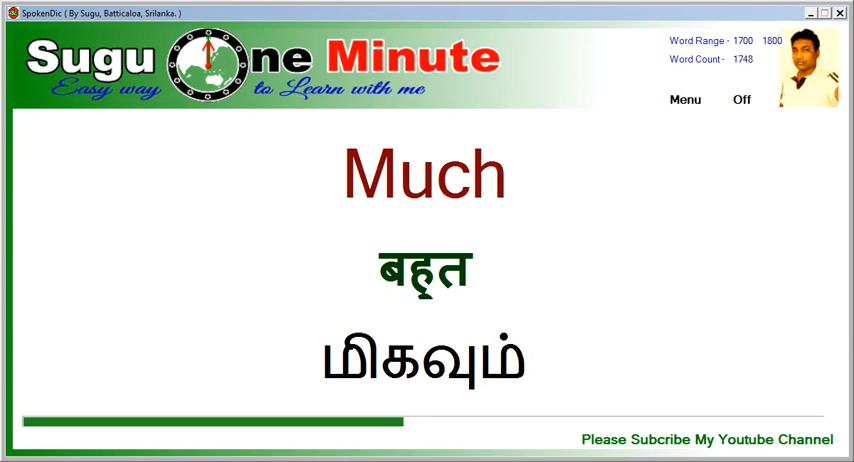 SpokenDic ( By Sugu, Batticaloa, Srilanka. )
Sugu One Minute
Easy way to Learn with me
Word Range - 1700 1800
Word Count - 1748
Menu Off
Much
बहुत
மிகவும்
Please Subcribe My Youtube Channel